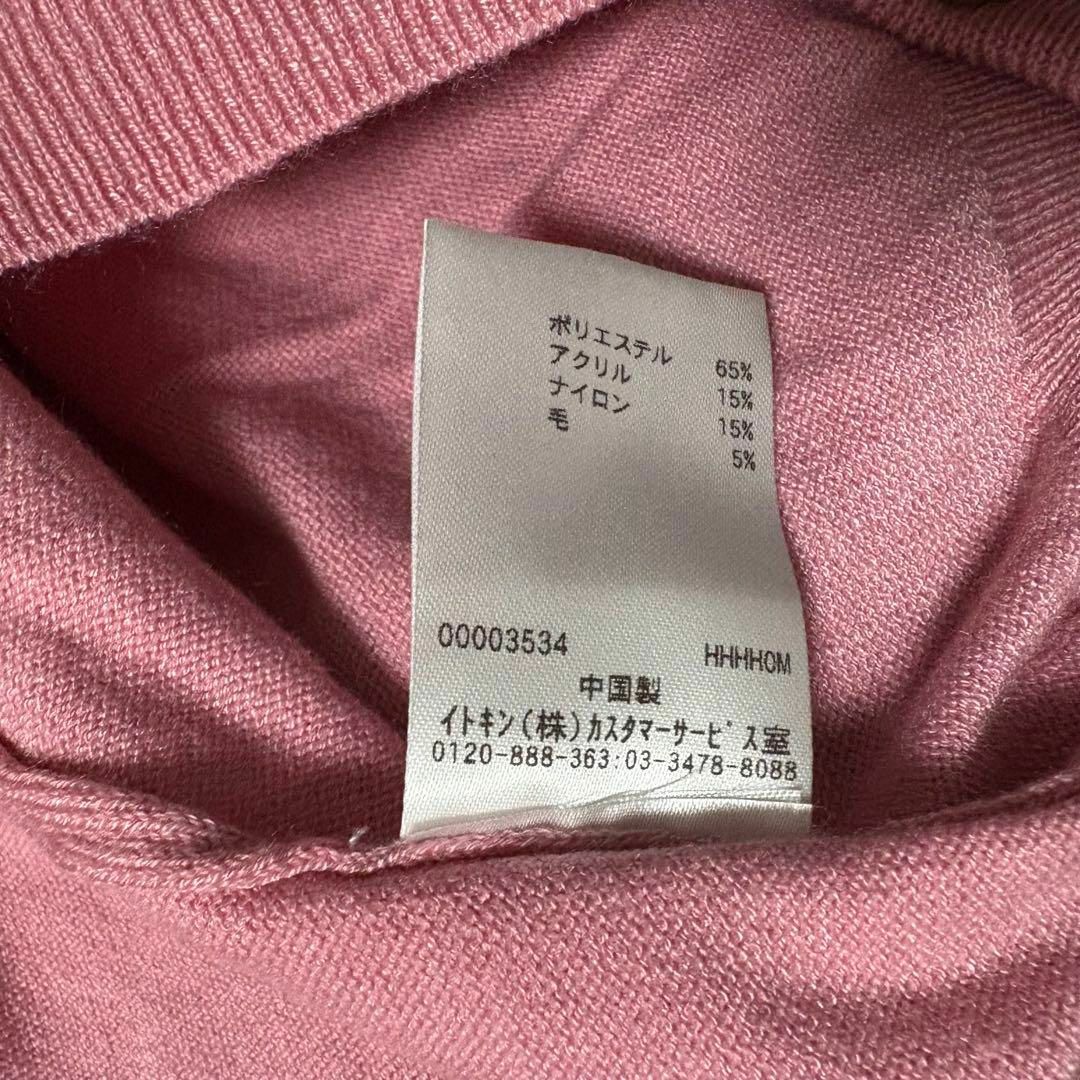 ポリエステル 65%
アクリル 15%
ナイロン 15%
毛 5%
00003534 HHHHOM
中国製
イトキン(株)カスタマーサービス室
0120-888-363:03-3478-8088